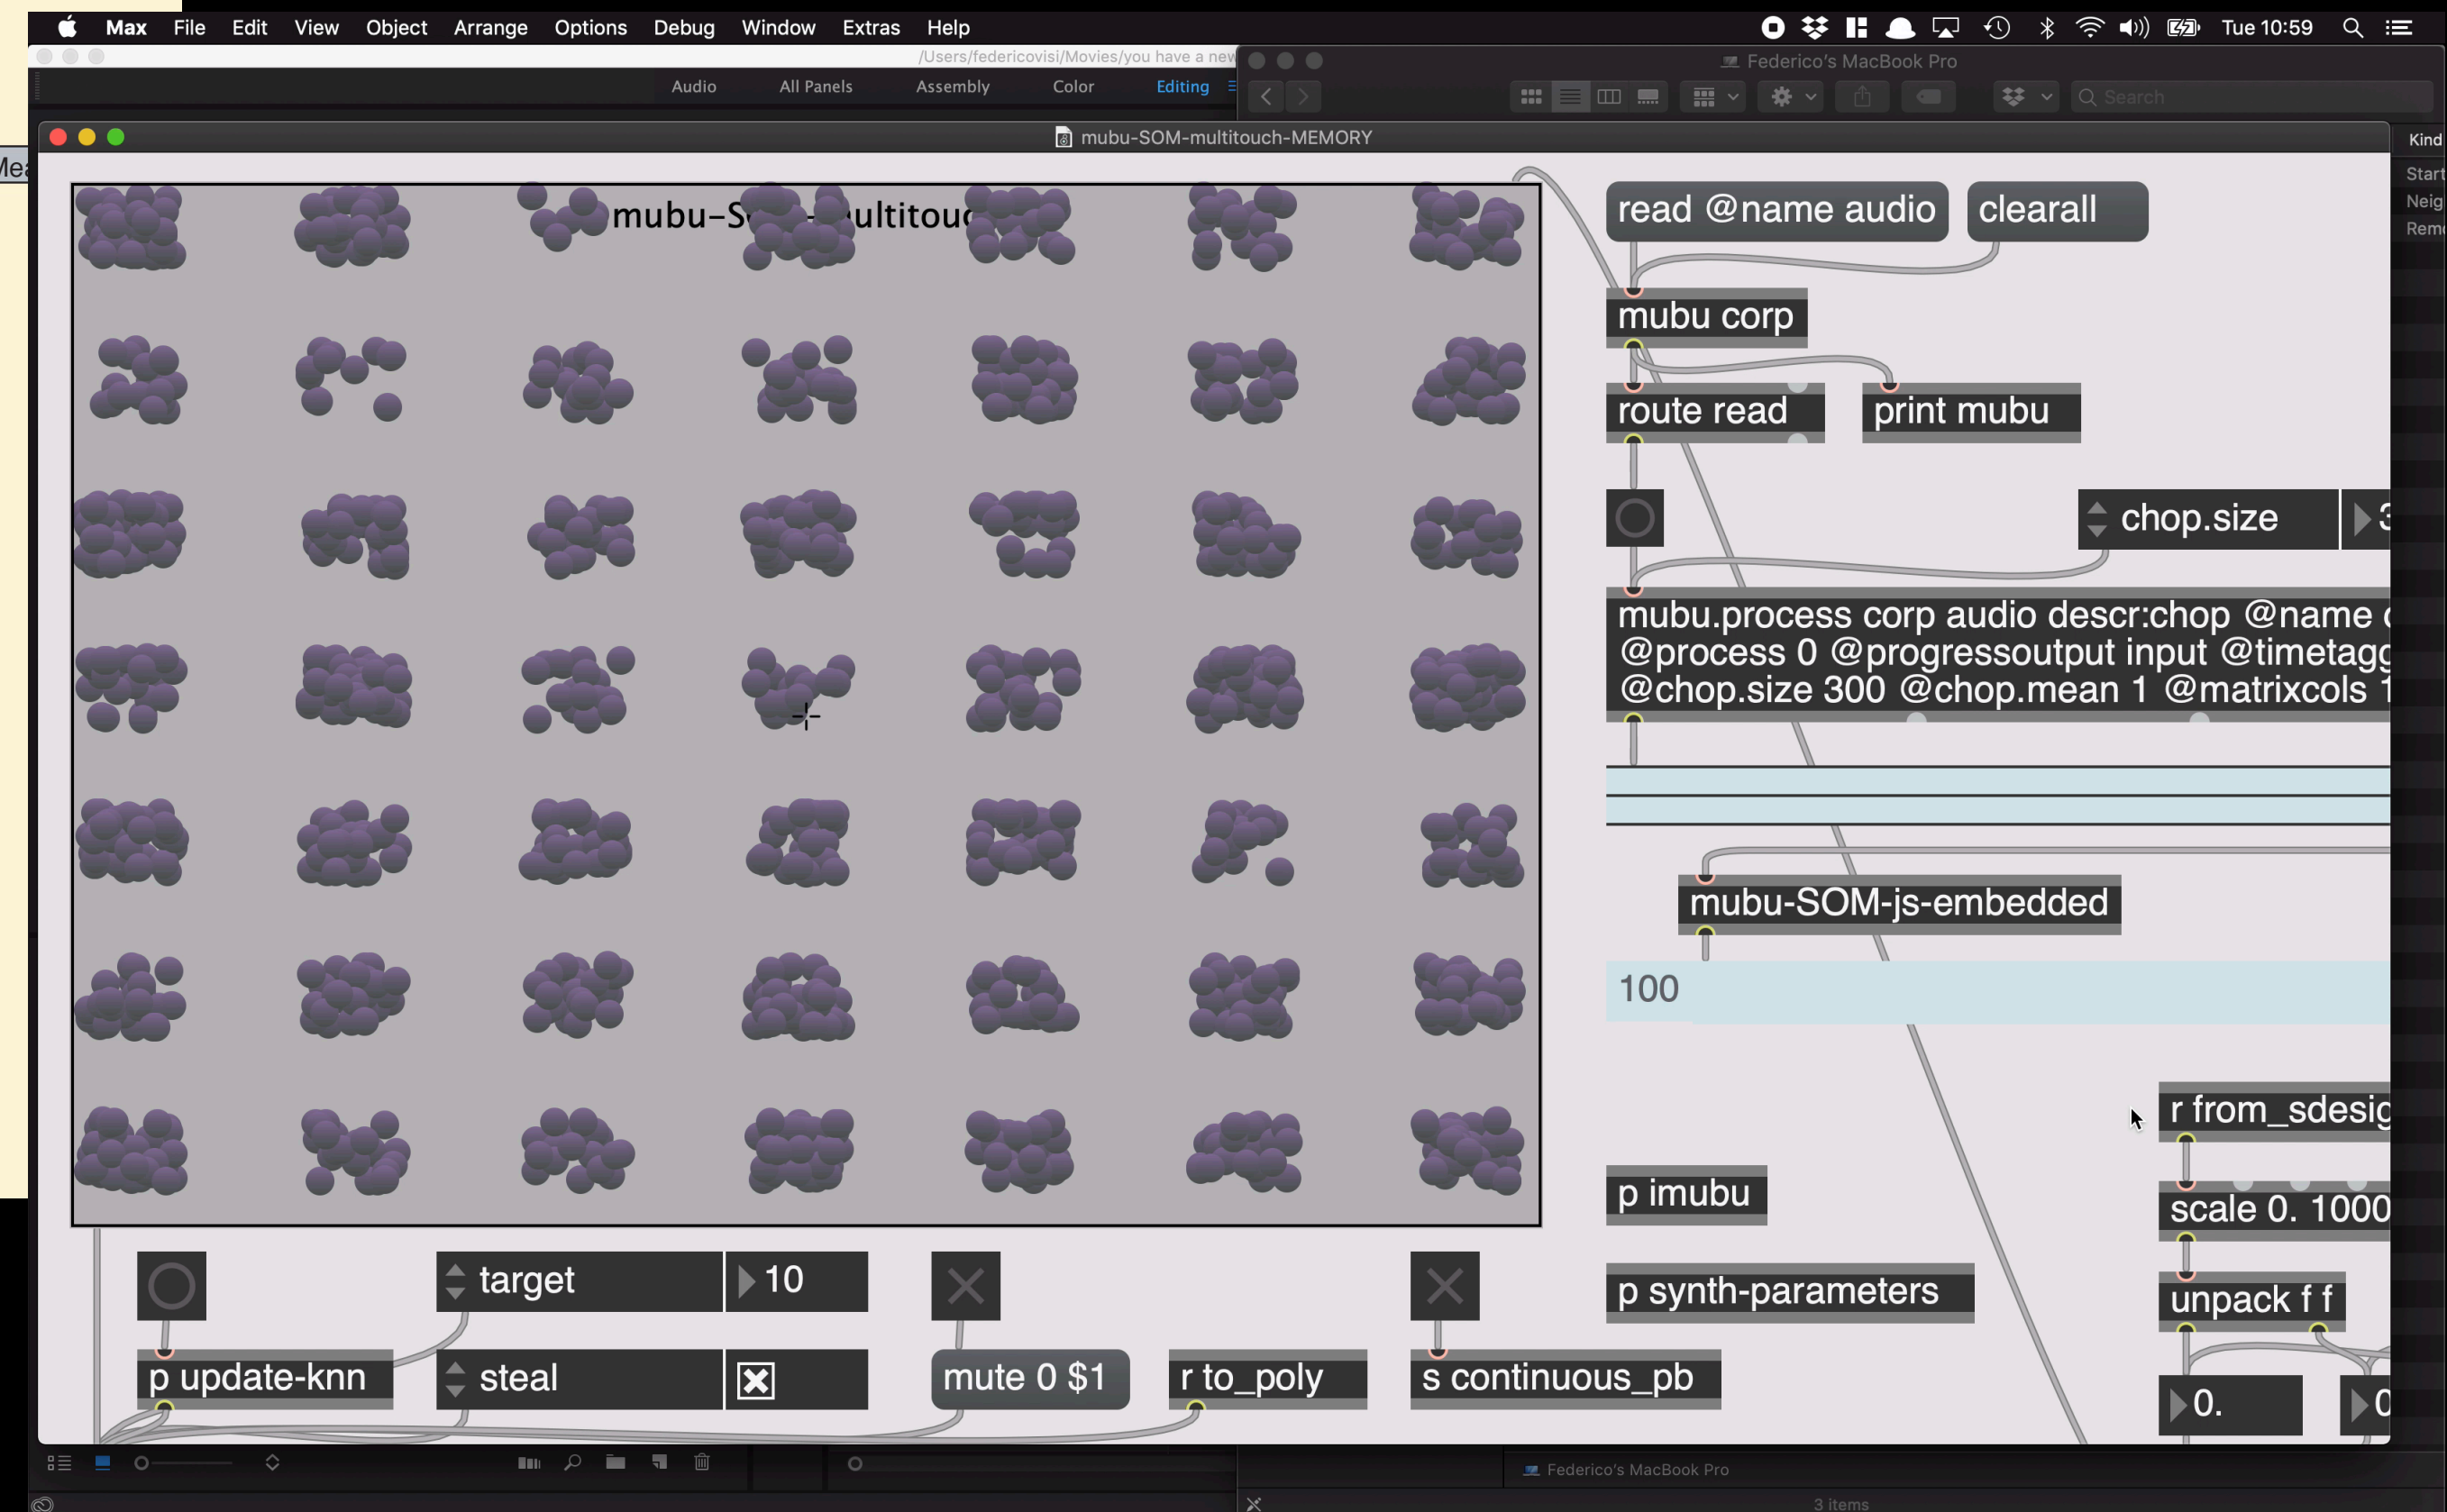 Max File Edit View Object Arrange Options Debug Window Extras Help
Tue 10:59
/Users/federicovisi/Movies/you have a new
Federico's MacBook Pro
Audio All Panels Assembly Color Editing
Search
mubu-SOM-multitouch-MEMORY
Kind
read @name audio
clearall
mubu corp
route read
print mubu
chop.size
mubu.process corp audio descr:chop @name
@process 0 @progressoutput input @timetagg
@chop.size 300 @chop.mean 1 @matrixcols 1
mubu-SOM-js-embedded
100
r from_sdesig
p imubu
scale 0. 1000
target
10
p synth-parameters
unpack f f
p update-knn
steal
mute 0 $1
r to_poly
s continuous_pb
0.
Federico's MacBook Pro
3 items